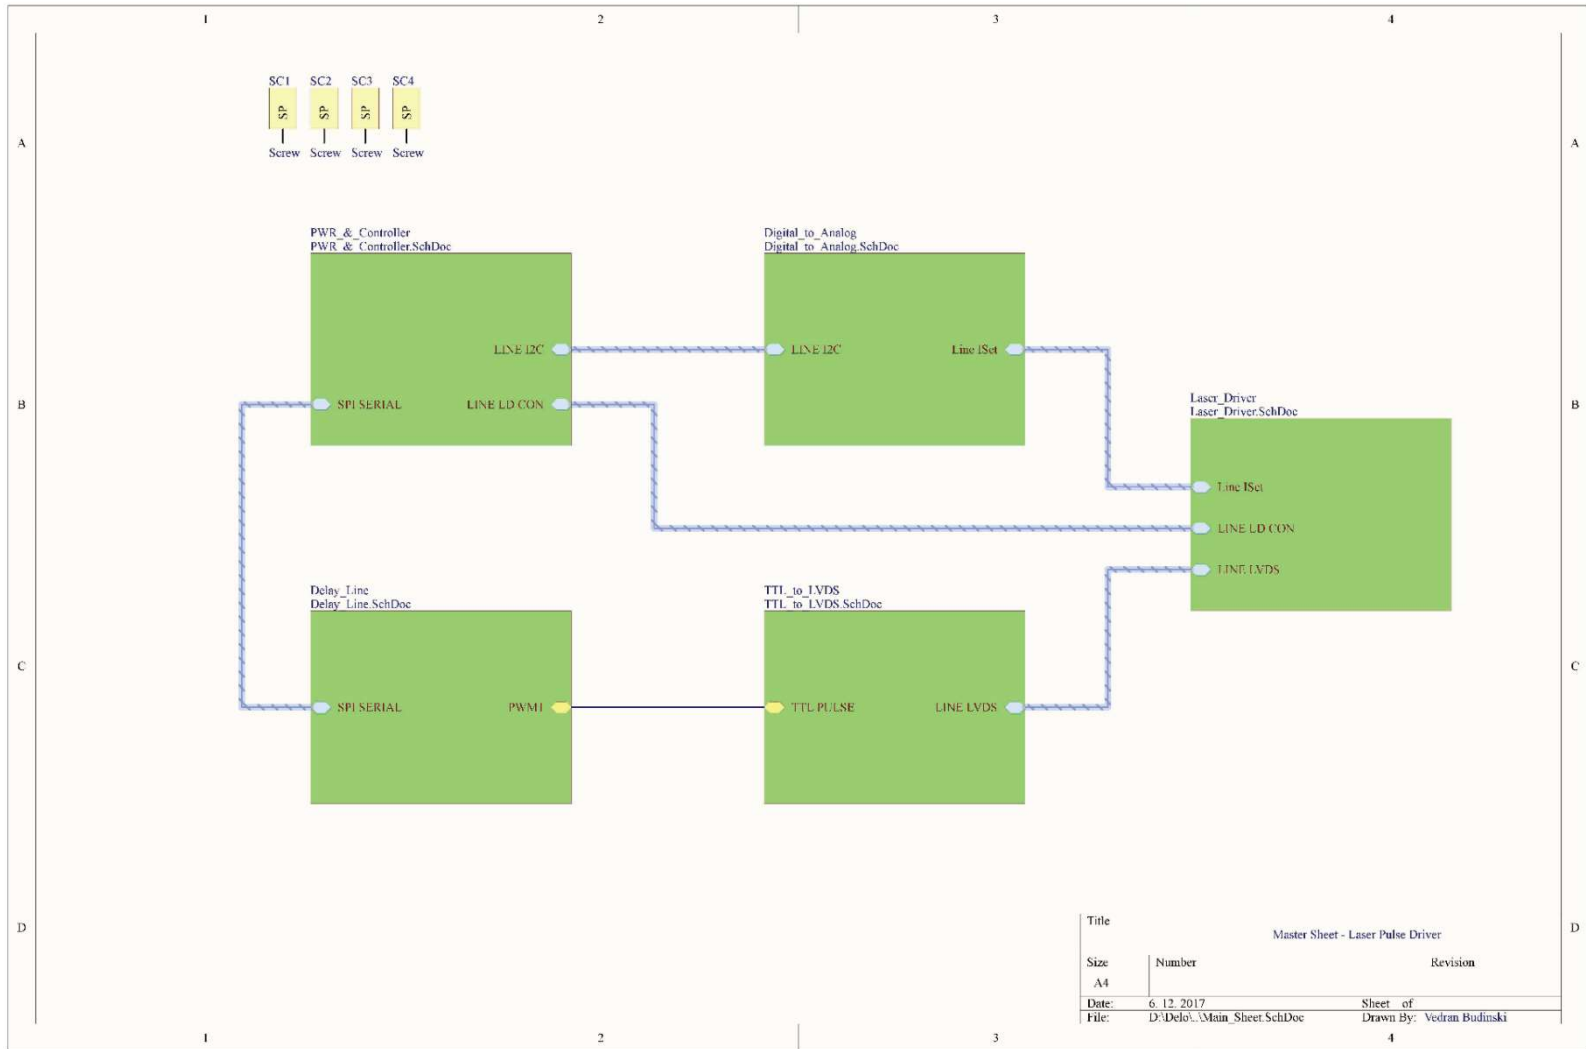 1 2 3 4
SC1 SC2 SC3 SC4
SP SP SP SP
A A
Screw Screw Screw Screw
PWR_&_Controller
PWR_&_Controller.SchDoc
Digital_to_Analog
Digital_to_Analog.SchDoc
LINE I2C LINE I2C Line ISet
B SPI SERIAL LINE LD CON B
Laser_Driver
Laser_Driver.SchDoc
Line ISet
LINE LD CON
LINE LVDS
Delay_Line
Delay_Line.SchDoc
TTL_to_LVDS
TTL_to_LVDS.SchDoc
C C
SPI SERIAL PWM1 TTL PULSE LINE LVDS
D D
Title
Master Sheet - Laser Pulse Driver
Size Number Revision
A4
Date: 6. 12. 2017 Sheet of
File: D:\Delo\..\Main_Sheet.SchDoc Drawn By: Vedran Budinski
1 2 3 4